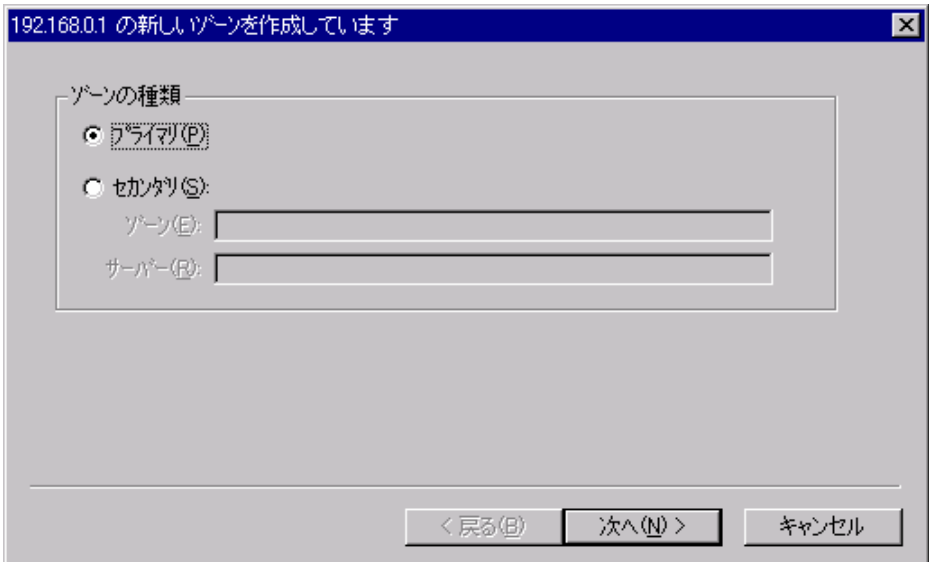 192.168.0.1 の新しいゾーンを作成しています
ゾーンの種類
プライマリ(P)
セカンダリ(S):
ゾーン(E):
サーバー(R):
< 戻る(B)
次へ(N) >
キャンセル